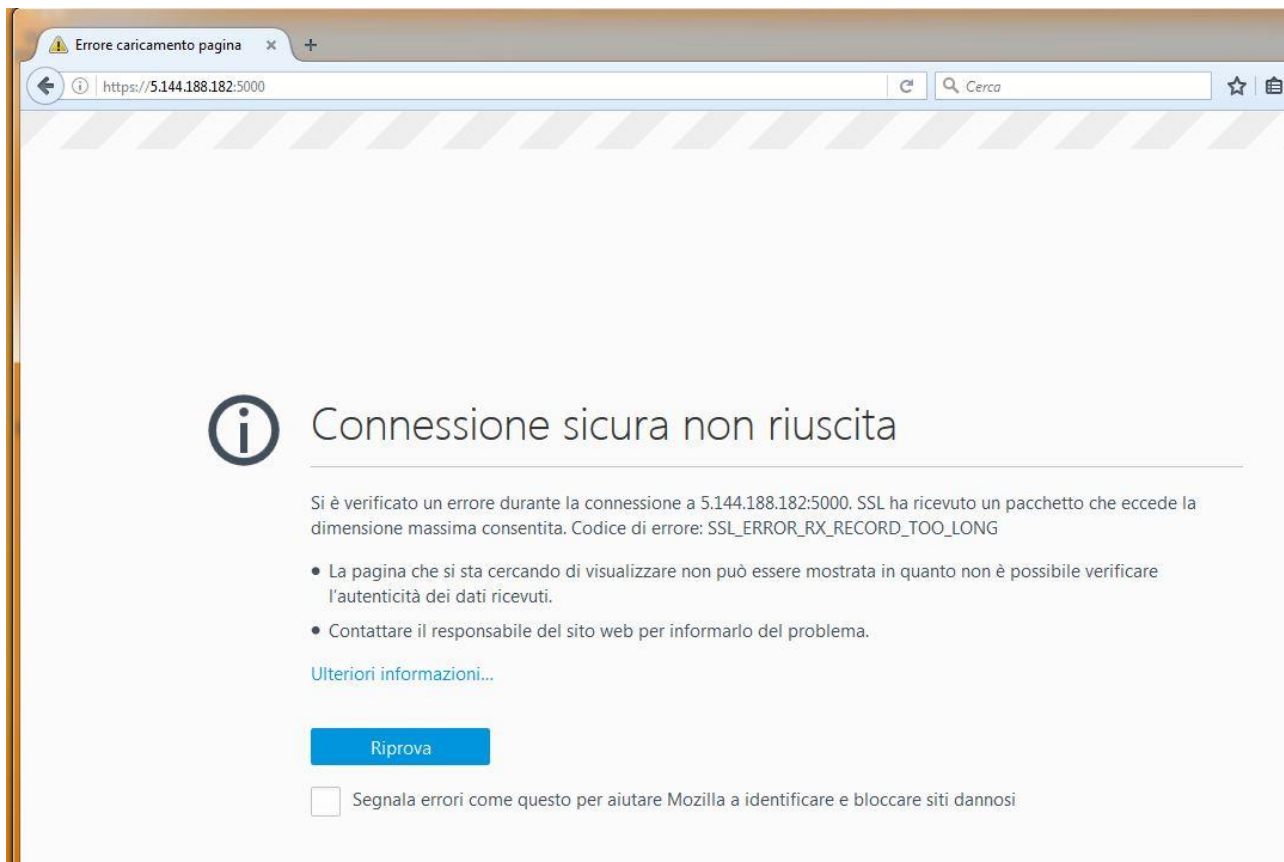 Errore caricamento pagina
https://5.144.188.182:5000
Cerca
Connessione sicura non riuscita
Si è verificato un errore durante la connessione a 5.144.188.182:5000. SSL ha ricevuto un pacchetto che eccede la
dimensione massima consentita. Codice di errore: SSL_ERROR_RX_RECORD_TOO_LONG
• La pagina che si sta cercando di visualizzare non può essere mostrata in quanto non è possibile verificare
l'autenticità dei dati ricevuti.
• Contattare il responsabile del sito web per informarlo del problema.
Ulteriori informazioni...
Riprova
Segnala errori come questo per aiutare Mozilla a identificare e bloccare siti dannosi